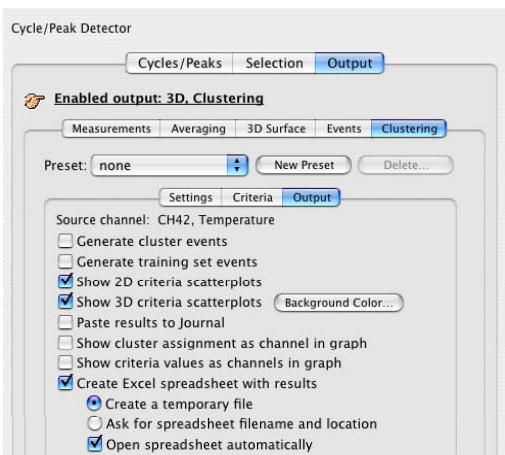 Cycle/Peak Detector
Cycles/Peaks Selection Output
Enabled output: 3D, Clustering
Measurements Averaging 3D Surface Events Clustering
Preset: none New Preset Delete...
Settings Criteria Output
Source channel: CH42, Temperature
Generate cluster events
Generate training set events
Show 2D criteria scatterplots
Show 3D criteria scatterplots Background Color...
Paste results to Journal
Show cluster assignment as channel in graph
Show criteria values as channels in graph
Create Excel spreadsheet with results
Create a temporary file
Ask for spreadsheet filename and location
Open spreadsheet automatically